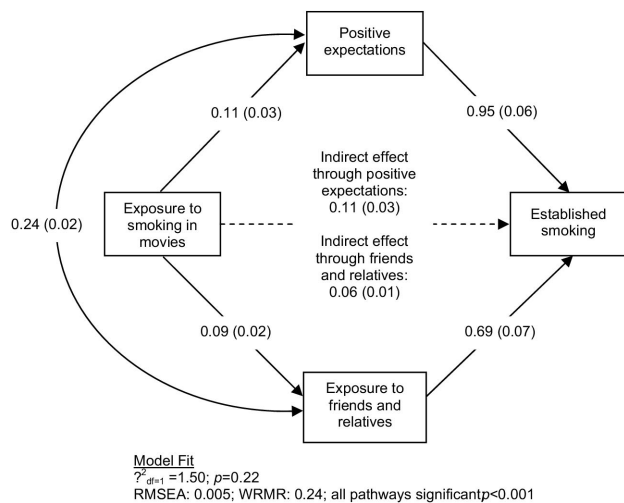 Positive
expectations
0.11 (0.03)
0.95 (0.06)
Indirect effect
through positive
expectations:
0.11 (0.03)
0.24 (0.02)
Exposure to
smoking in
movies
Established
smoking
Indirect effect
through friends
and relatives:
0.06 (0.01)
0.09 (0.02)
0.69 (0.07)
Exposure to
friends and
relatives
Model Fit
?²df=1 =1.50; p=0.22
RMSEA: 0.005; WRMR: 0.24; all pathways significantp<0.001